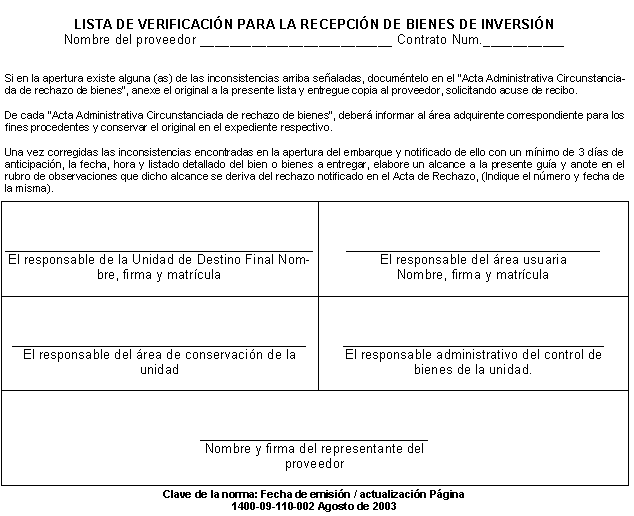 LISTA DE VERIFICACIÓN PARA LA RECEPCIÓN DE BIENES DE INVERSIÓN
Nombre del proveedor __________________________ Contrato Num.___________
Si en la apertura existe alguna (as) de las inconsistencias arriba señaladas, documéntelo en el "Acta Administrativa Circunstancia-
da de rechazo de bienes", anexe el original a la presente lista y entregue copia al proveedor, solicitando acuse de recibo.
De cada "Acta Administrativa Circunstanciada de rechazo de bienes", deberá informar al área adquirente correspondiente para los
fines procedentes y conservar el original en el expediente respectivo.
Una vez corregidas las inconsistencias encontradas en la apertura del embarque y notificado de ello con un mínimo de 3 días de
anticipación, la fecha, hora y listado detallado del bien o bienes a entregar, elabore un alcance a la presente guía y anote en el
rubro de observaciones que dicho alcance se deriva del rechazo notificado en el Acta de Rechazo, (Indique el número y fecha de
la misma).
El responsable de la Unidad de Destino Final Nom-
bre, firma y matrícula
El responsable del área usuaria
Nombre, firma y matrícula
El responsable del área de conservación de la
unidad
El responsable administrativo del control de
bienes de la unidad.
Nombre y firma del representante del
proveedor
Clave de la norma: Fecha de emisión / actualización Página
1400-09-110-002 Agosto de 2003